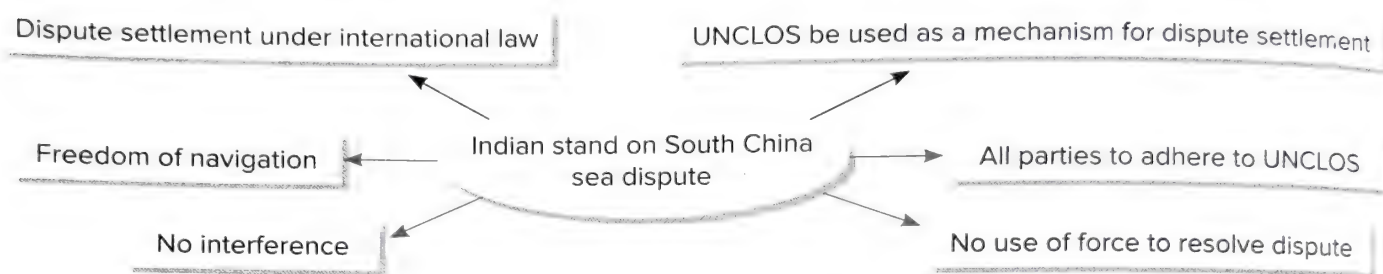 Dispute settlement under international law
UNCLOS be used as a mechanism for dispute settlement
Indian stand on South China
sea dispute
Freedom of navigation
All parties to adhere to UNCLOS
No interference
No use of force to resolve dispute